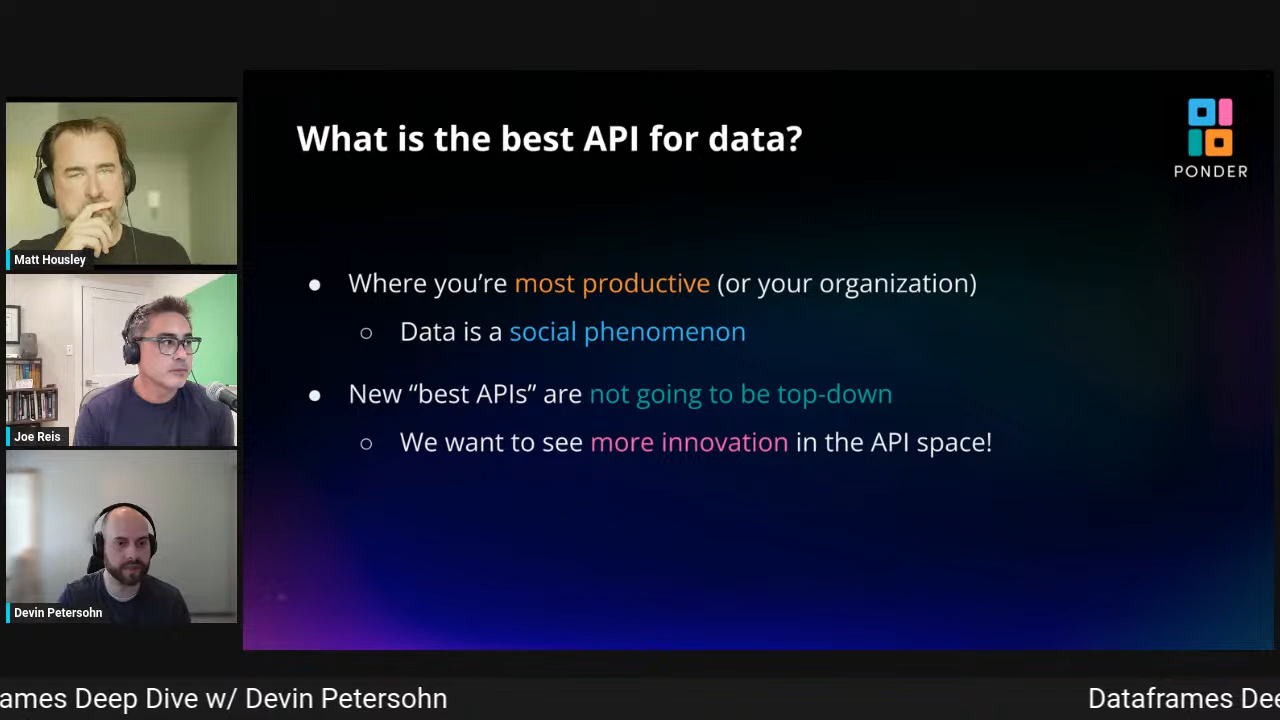 What is the best API for data?
PONDER
Matt Housley
Where you're most productive (or your organization)
Data is a social phenomenon
Joe Reis
New “best APIs” are not going to be top-down
We want to see more innovation in the API space!
Devin Petersohn
ames Deep Dive w/ Devin Petersohn
Dataframes Dee